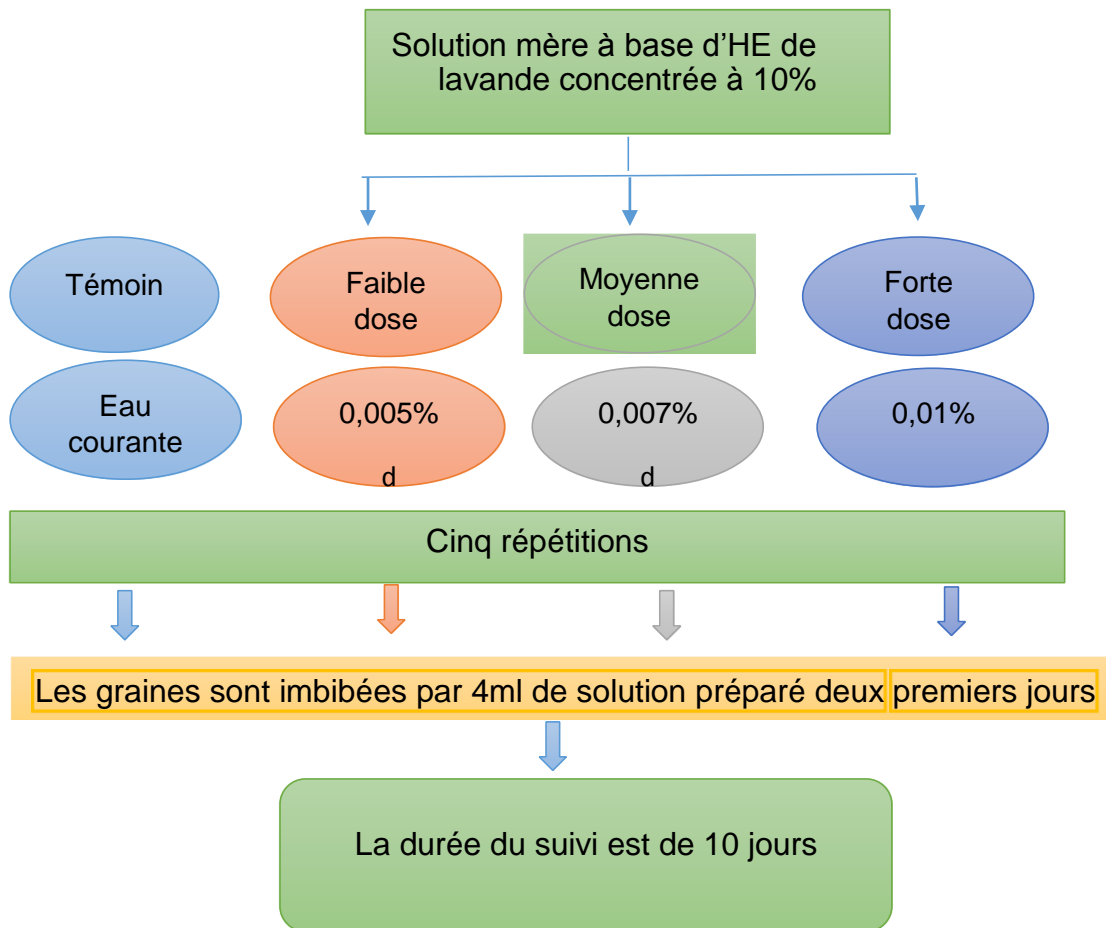 Solution mère à base d’HE de
lavande concentrée à 10%
Témoin
Faible
dose
Moyenne
dose
Forte
dose
Eau
courante
0,005%
d
0,007%
d
0,01%
Cinq répétitions
Les graines sont imbibées par 4ml de solution préparé deux premiers jours
La durée du suivi est de 10 jours